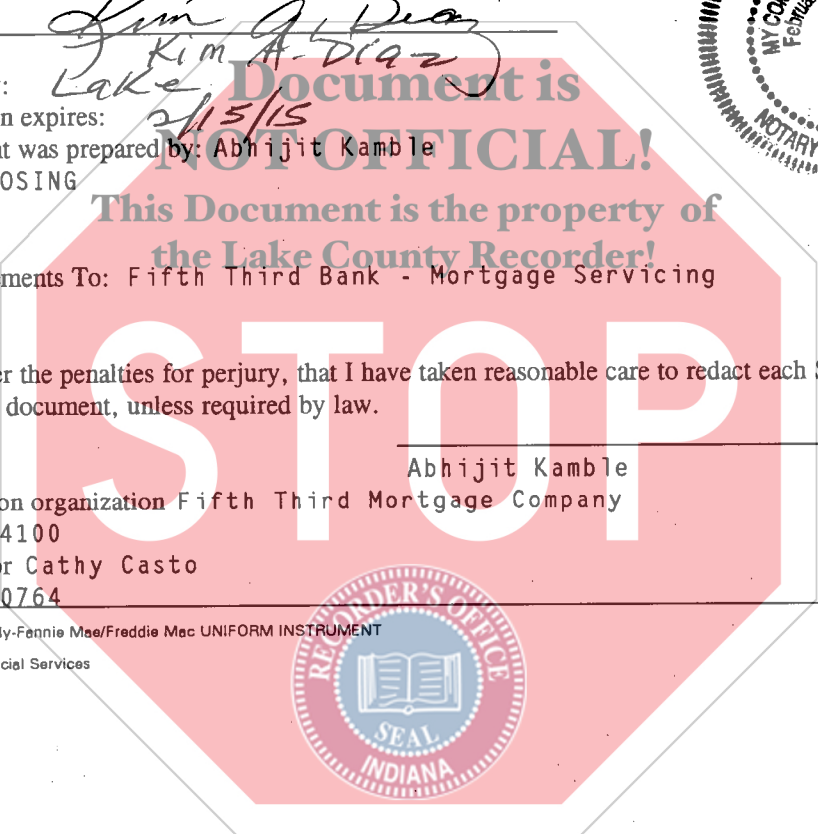 Kim A. Diaz
Kim A. Diaz
: Lake
n expires: 2/15/15
t was prepared by: Abhijit Kamble
OSING
ments To: Fifth Third Bank - Mortgage Servicing
r the penalties for perjury, that I have taken reasonable care to redact each S
document, unless required by law.
Abhijit Kamble
on organization Fifth Third Mortgage Company
4100
or Cathy Casto
0764
ly-Fannie Mae/Freddie Mac UNIFORM INSTRUMENT
cial Services
Document is
NOT OFFICIAL!
This Document is the property of
the Lake County Recorder!
STOP
RECORDER'S OFFICE
SEAL
INDIANA
MY CO
Februa
NOTARY